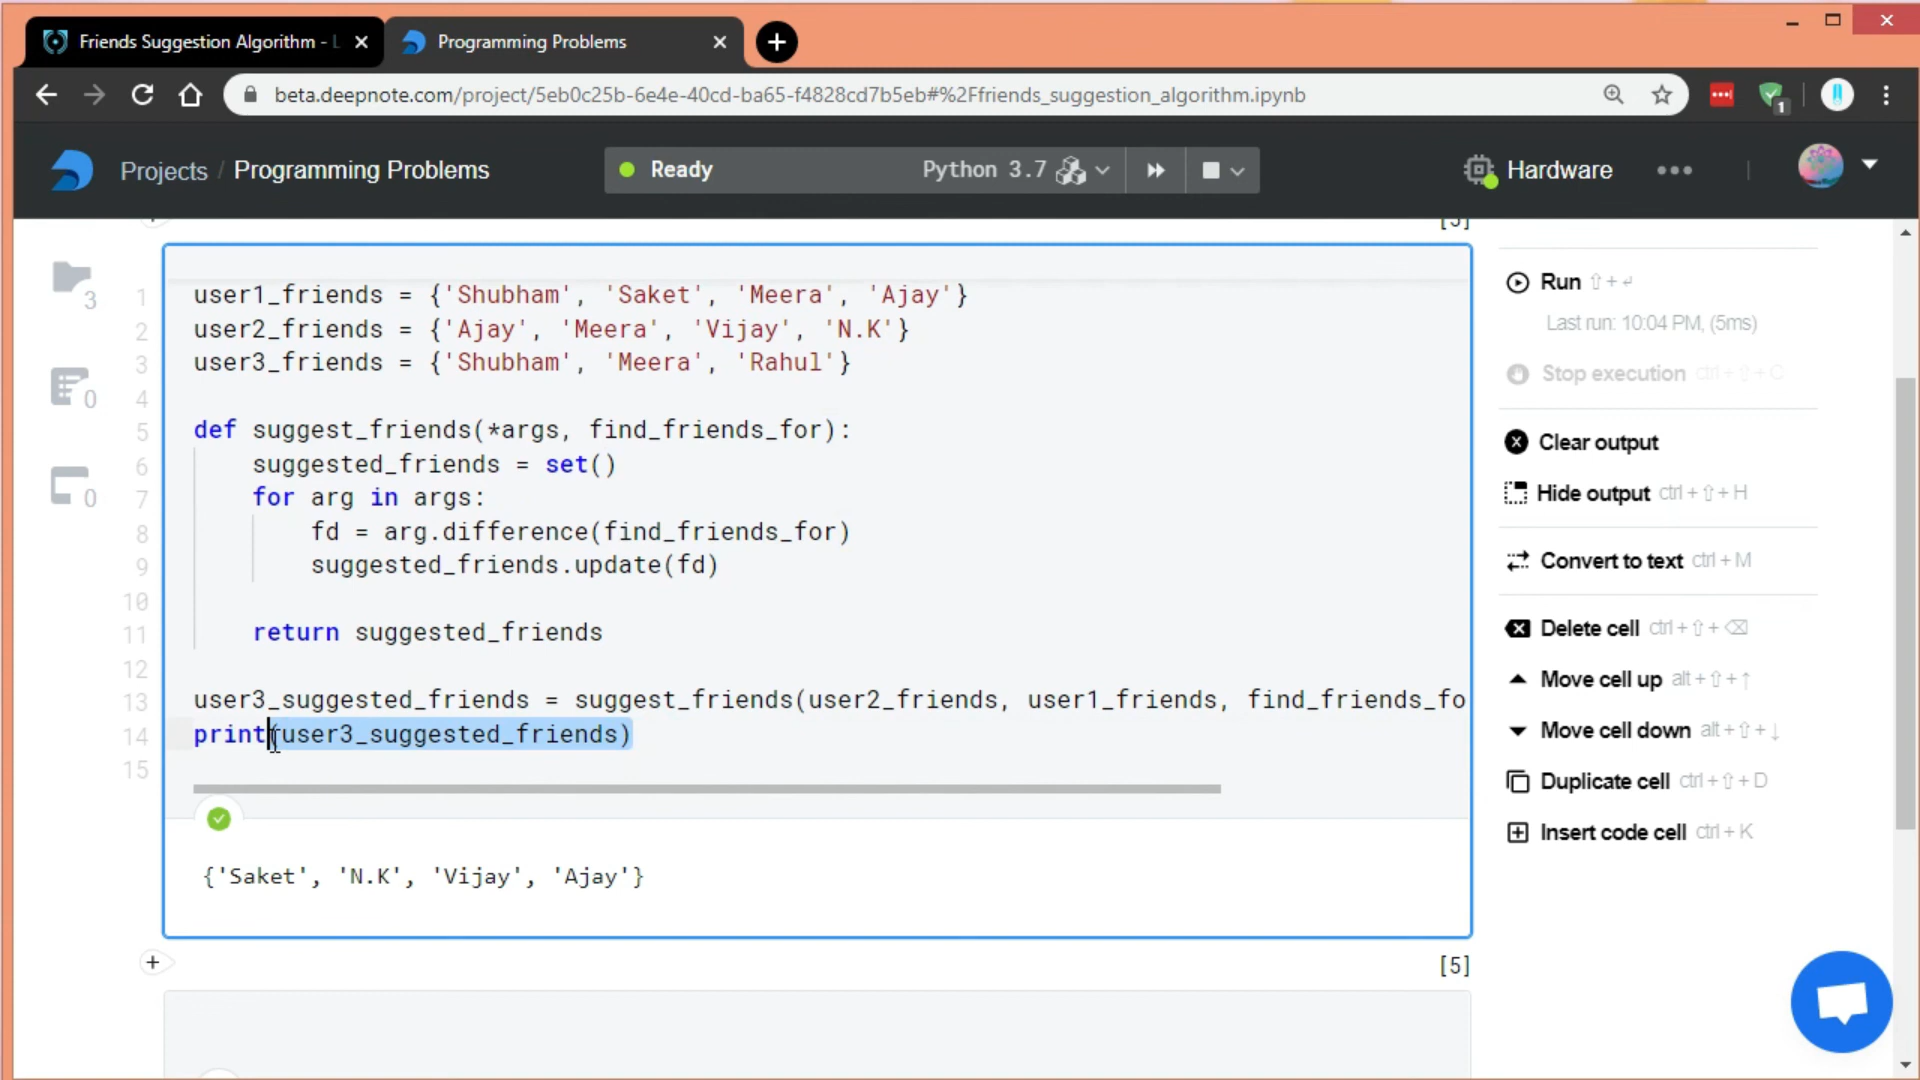 Friends Suggestion Algorithm - L
Programming Problems
beta.deepnote.com/project/5eb0c25b-6e4e-40cd-ba65-f4828cd7b5eb#%2Ffriends_suggestion_algorithm.ipynb
1
Projects / Programming Problems
Ready
Python 3.7
Hardware
3
0
0
Run ⇧+⏎
Last run: 10:04 PM, (5ms)
Stop execution ctrl+⇧+C
Clear output
Hide output ctrl+⇧+H
Convert to text ctrl+M
Delete cell ctrl+⇧+⌫
Move cell up alt+⇧+↑
Move cell down alt+⇧+↓
Duplicate cell ctrl+⇧+D
Insert code cell ctrl+K
1 user1_friends = {'Shubham', 'Saket', 'Meera', 'Ajay'}
2 user2_friends = {'Ajay', 'Meera', 'Vijay', 'N.K'}
3 user3_friends = {'Shubham', 'Meera', 'Rahul'}
4
5 def suggest_friends(*args, find_friends_for):
6     suggested_friends = set()
7     for arg in args:
8         fd = arg.difference(find_friends_for)
9         suggested_friends.update(fd)
10
11     return suggested_friends
12
13 user3_suggested_friends = suggest_friends(user2_friends, user1_friends, find_friends_fo
14 print(user3_suggested_friends)
15
{'Saket', 'N.K', 'Vijay', 'Ajay'}
[5]